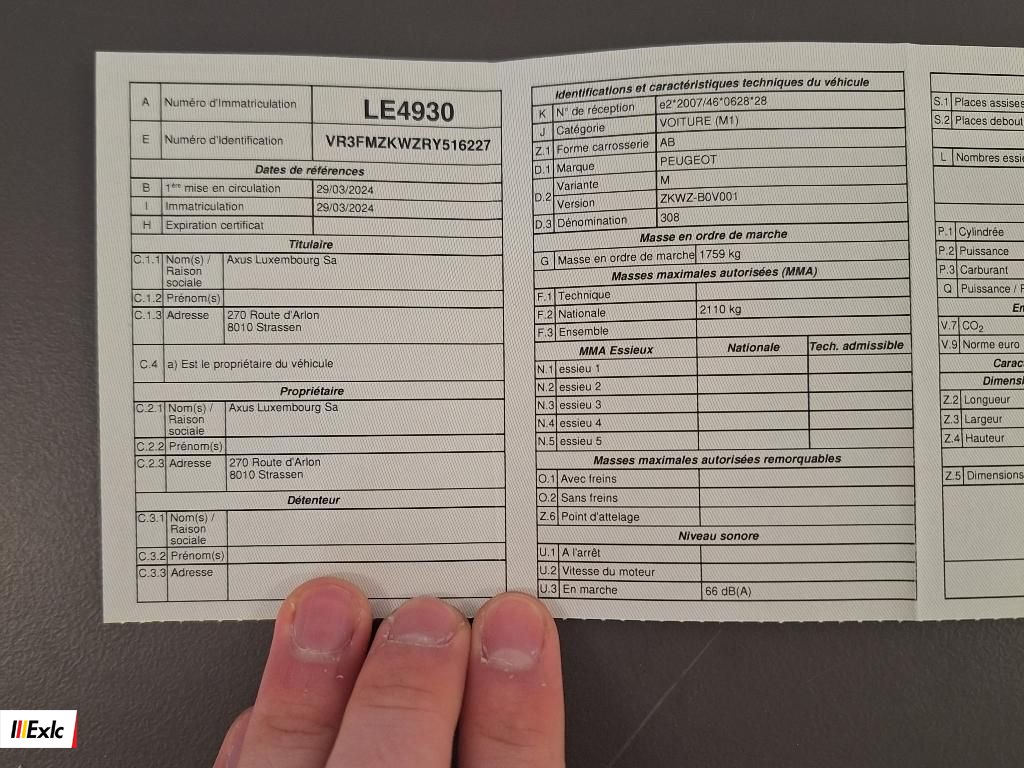 A Numéro d'Immatriculation LE4930
E Numéro d'Identification VR3FMZKWZRY516227
Dates de références
B 1ère mise en circulation 29/03/2024
I Immatriculation 29/03/2024
H Expiration certificat
Titulaire
C.1.1 Nom(s) / Axus Luxembourg Sa
Raison
sociale
C.1.2 Prénom(s)
C.1.3 Adresse 270 Route d'Arlon
8010 Strassen
C.4 a) Est le propriétaire du véhicule
Propriétaire
C.2.1 Nom(s) / Axus Luxembourg Sa
Raison
sociale
C.2.2 Prénom(s)
C.2.3 Adresse 270 Route d'Arlon
8010 Strassen
Détenteur
C.3.1 Nom(s) /
Raison
sociale
C.3.2 Prénom(s)
C.3.3 Adresse
Identifications et caractéristiques techniques du véhicule
K N° de réception e2*2007/46*0628*28
J Catégorie VOITURE (M1)
Z.1 Forme carrosserie AB
D.1 Marque PEUGEOT
D.2 Variante M
Version ZKWZ-B0V001
D.3 Dénomination 308
Masse en ordre de marche
G Masse en ordre de marche 1759 kg
Masses maximales autorisées (MMA)
F.1 Technique
F.2 Nationale 2110 kg
F.3 Ensemble
MMA Essieux Nationale Tech. admissible
N.1 essieu 1
N.2 essieu 2
N.3 essieu 3
N.4 essieu 4
N.5 essieu 5
Masses maximales autorisées remorquables
O.1 Avec freins
O.2 Sans freins
Z.6 Point d'attelage
Niveau sonore
U.1 A l'arrêt
U.2 Vitesse du moteur
U.3 En marche 66 dB(A)
S.1 Places assises
S.2 Places debout
L Nombres essi
P.1 Cylindrée
P.2 Puissance
P.3 Carburant
Q Puissance /
V.7 CO2
V.9 Norme euro
Z.2 Longueur
Z.3 Largeur
Z.4 Hauteur
Z.5 Dimensions
Exlc